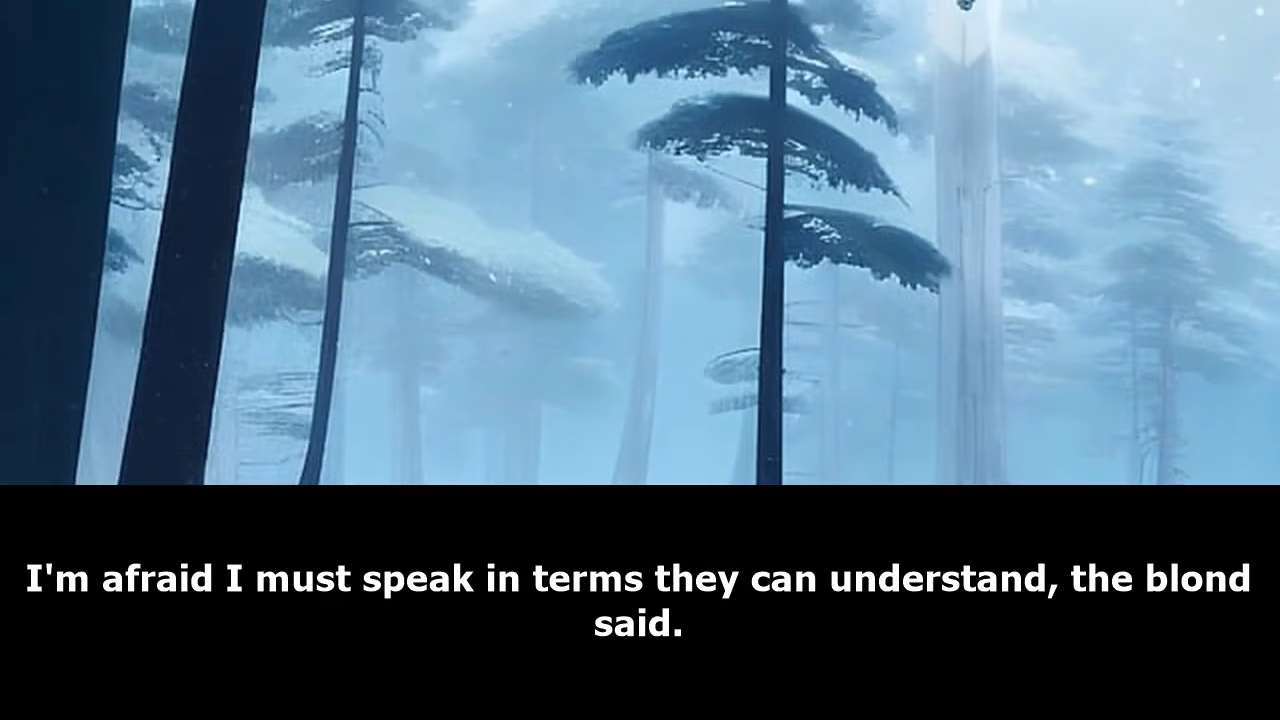 I'm afraid I must speak in terms they can understand, the blond
said.